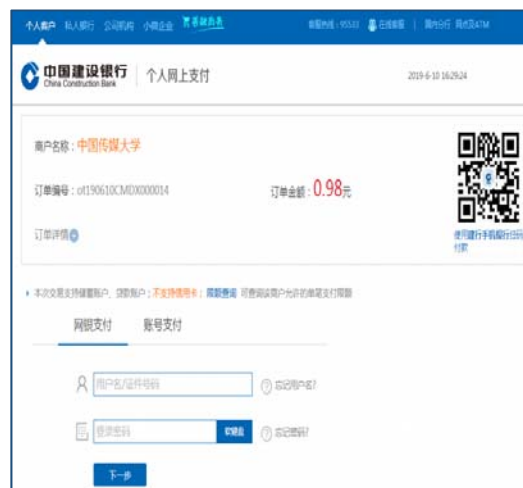 个人客户 私人银行 公司机构 小微企业
客服热线：95533 在线客服 | 国内分行 网点及ATM
中国建设银行
China Construction Bank
个人网上支付
2019-6-10 16:29:24
商户名称：中国传媒大学
订单编号：ot190610CMDX000014
订单金额：0.98元
订单详情
使用建行手机银行扫码
付款
本次交易支持储蓄账户、贷款账户；不支持信用卡；限额查询 可查询该商户允许的单笔支付限额
网银支付 账号支付
用户名/证件号码
忘记用户名?
登录密码
软键盘
忘记密码?
下一步